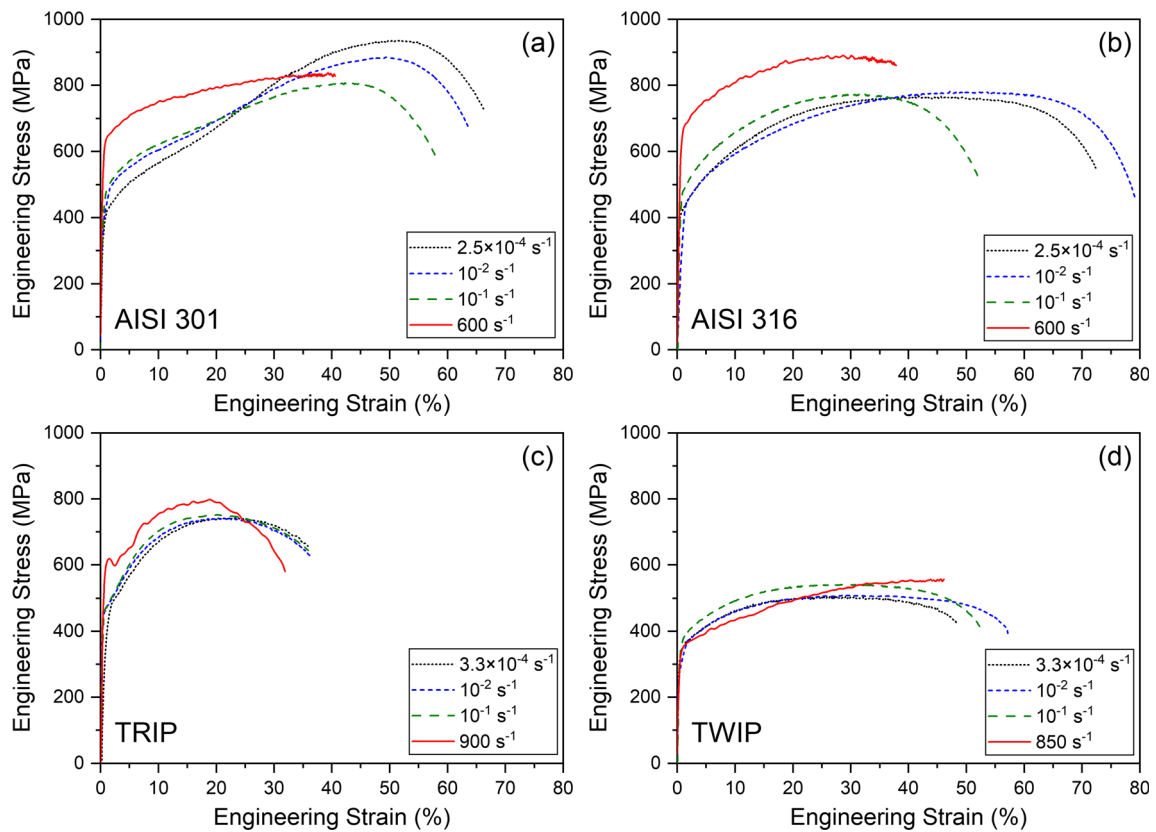 (a)
1000
800
600
400
200
0
Engineering Stress (MPa)
2.5×10⁻⁴ s⁻¹
10⁻² s⁻¹
10⁻¹ s⁻¹
600 s⁻¹
AISI 301
0 10 20 30 40 50 60 70 80
Engineering Strain (%)
(b)
1000
800
600
400
200
0
Engineering Stress (MPa)
2.5×10⁻⁴ s⁻¹
10⁻² s⁻¹
10⁻¹ s⁻¹
600 s⁻¹
AISI 316
0 10 20 30 40 50 60 70 80
Engineering Strain (%)
(c)
1000
800
600
400
200
0
Engineering Stress (MPa)
3.3×10⁻⁴ s⁻¹
10⁻² s⁻¹
10⁻¹ s⁻¹
900 s⁻¹
TRIP
0 10 20 30 40 50 60 70 80
Engineering Strain (%)
(d)
1000
800
600
400
200
0
Engineering Stress (MPa)
3.3×10⁻⁴ s⁻¹
10⁻² s⁻¹
10⁻¹ s⁻¹
850 s⁻¹
TWIP
0 10 20 30 40 50 60 70 80
Engineering Strain (%)